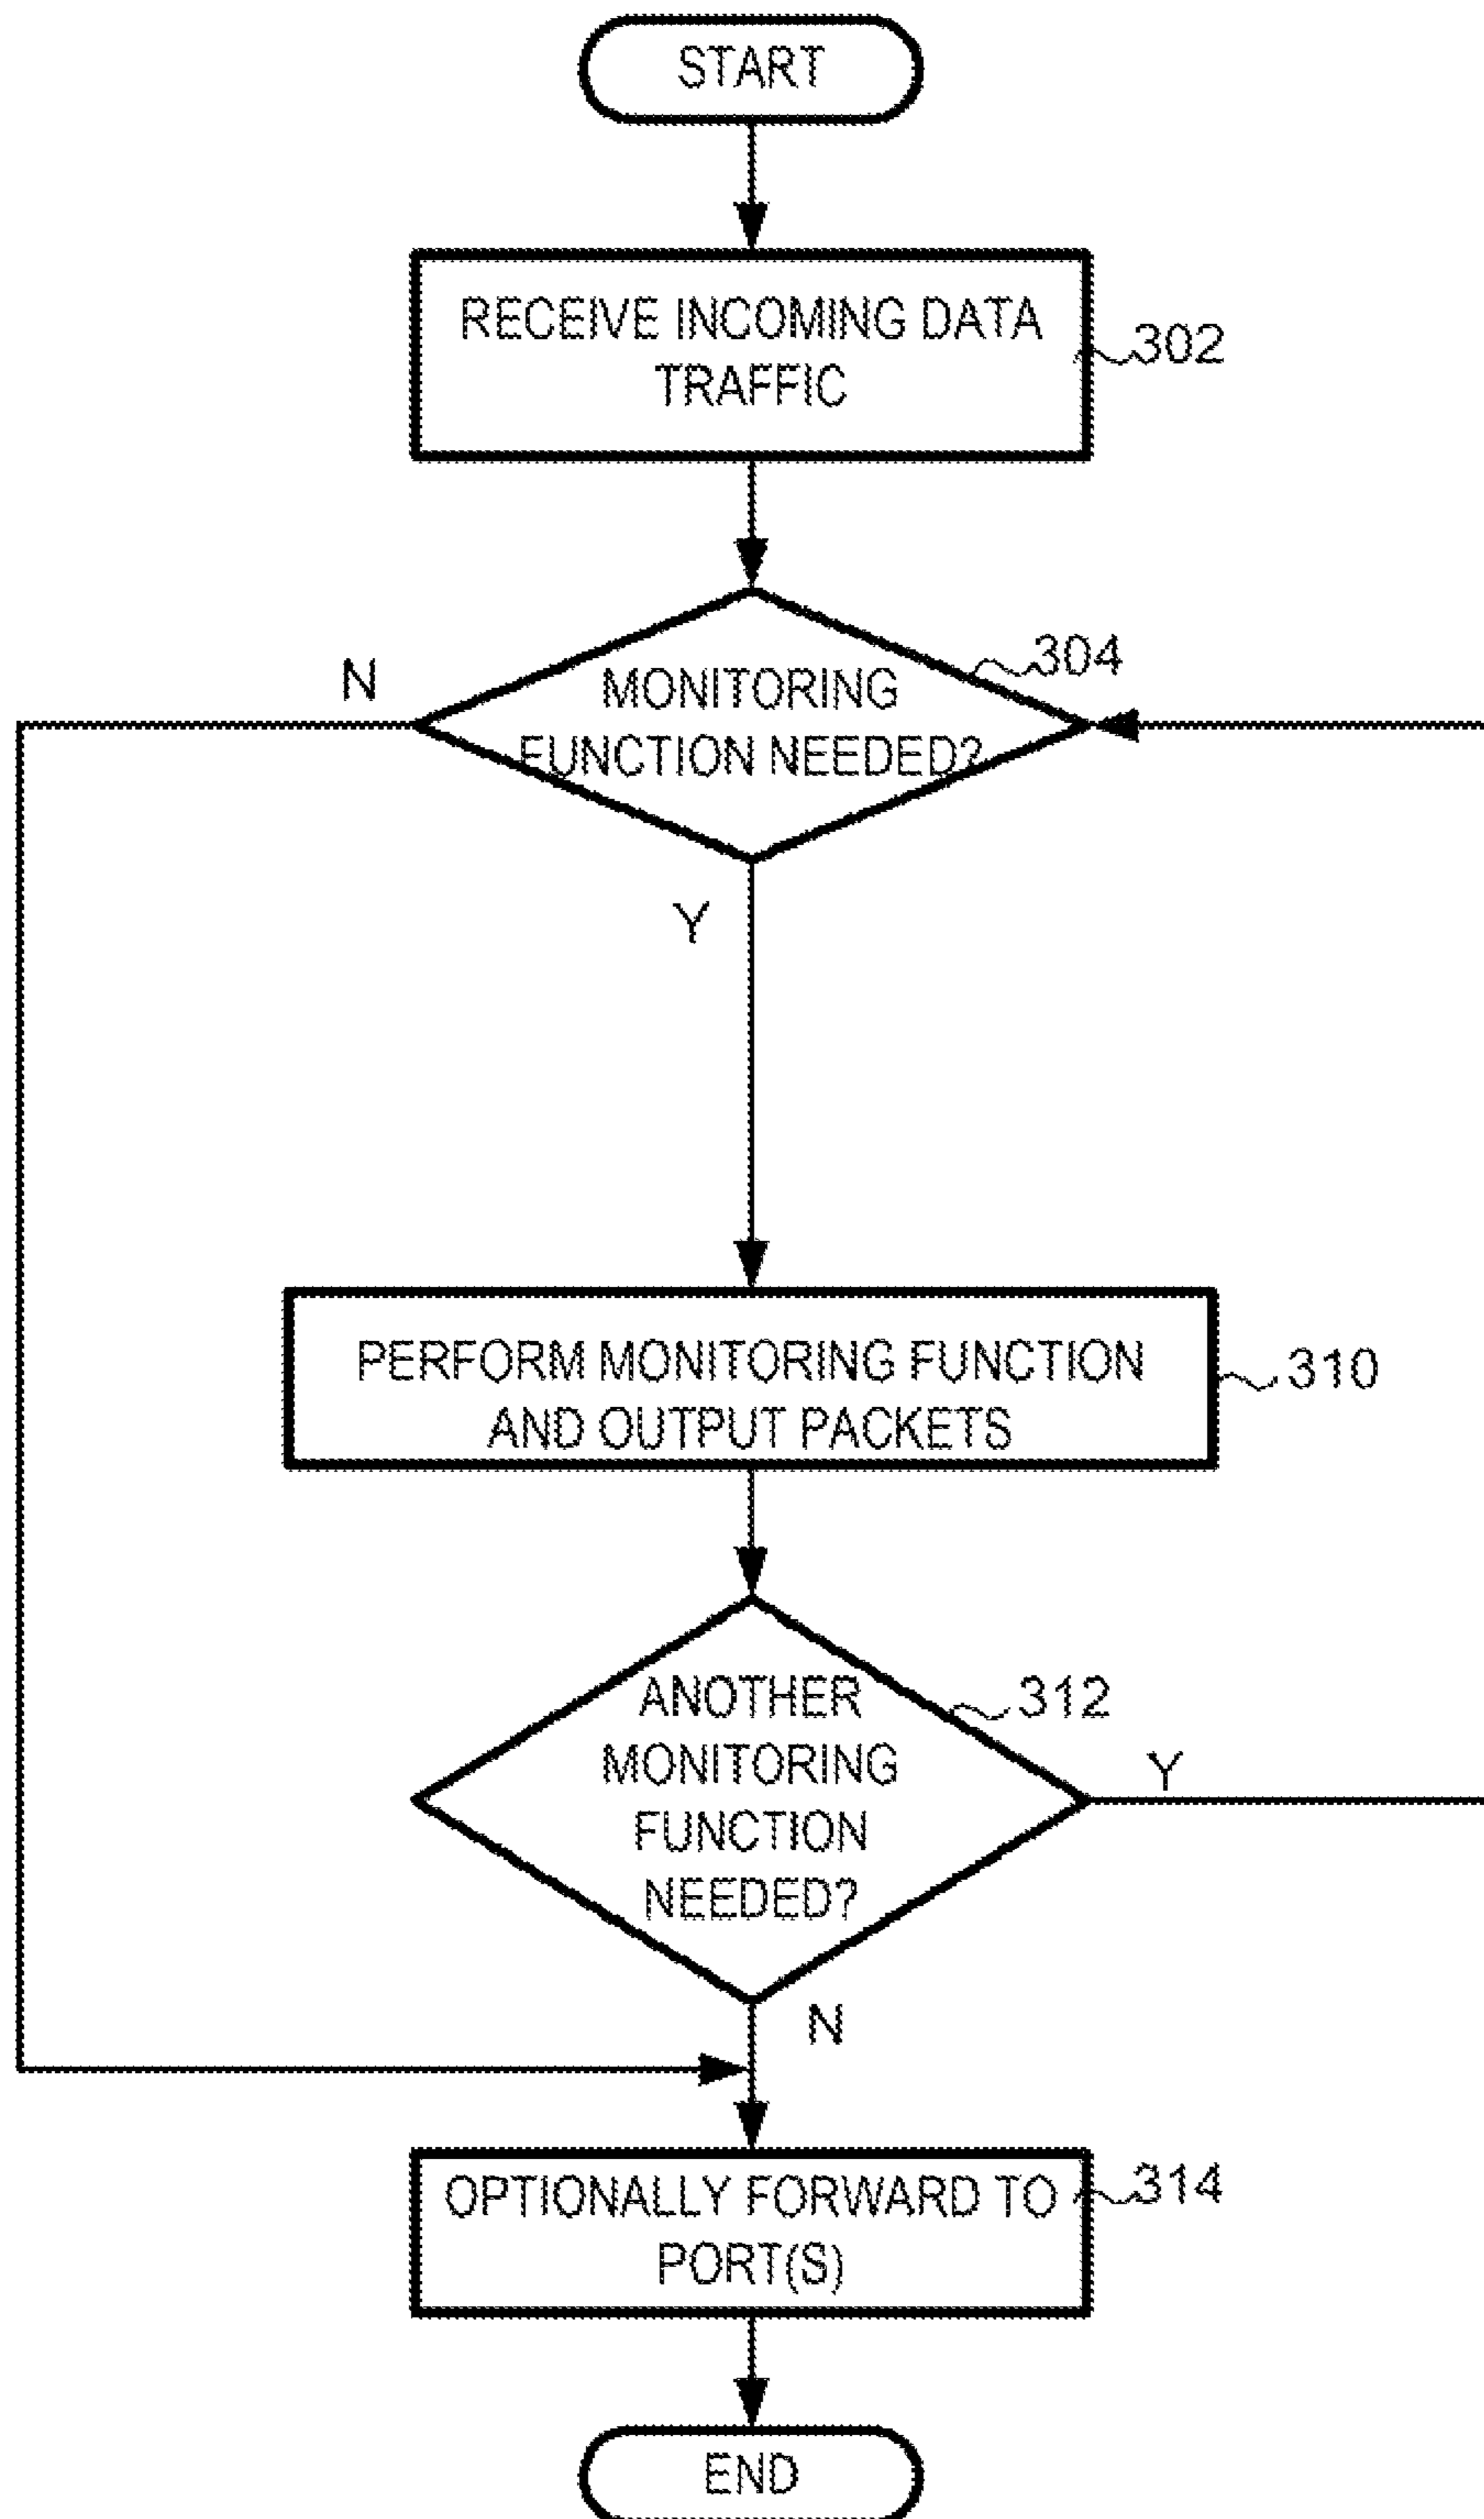 START
RECEIVE INCOMING DATA
TRAFFIC
302
304
N
MONITORING
FUNCTION NEEDED?
Y
PERFORM MONITORING FUNCTION
AND OUTPUT PACKETS
310
312
ANOTHER
MONITORING
FUNCTION
NEEDED?
Y
N
OPTIONALLY FORWARD TO
PORT(S)
314
END